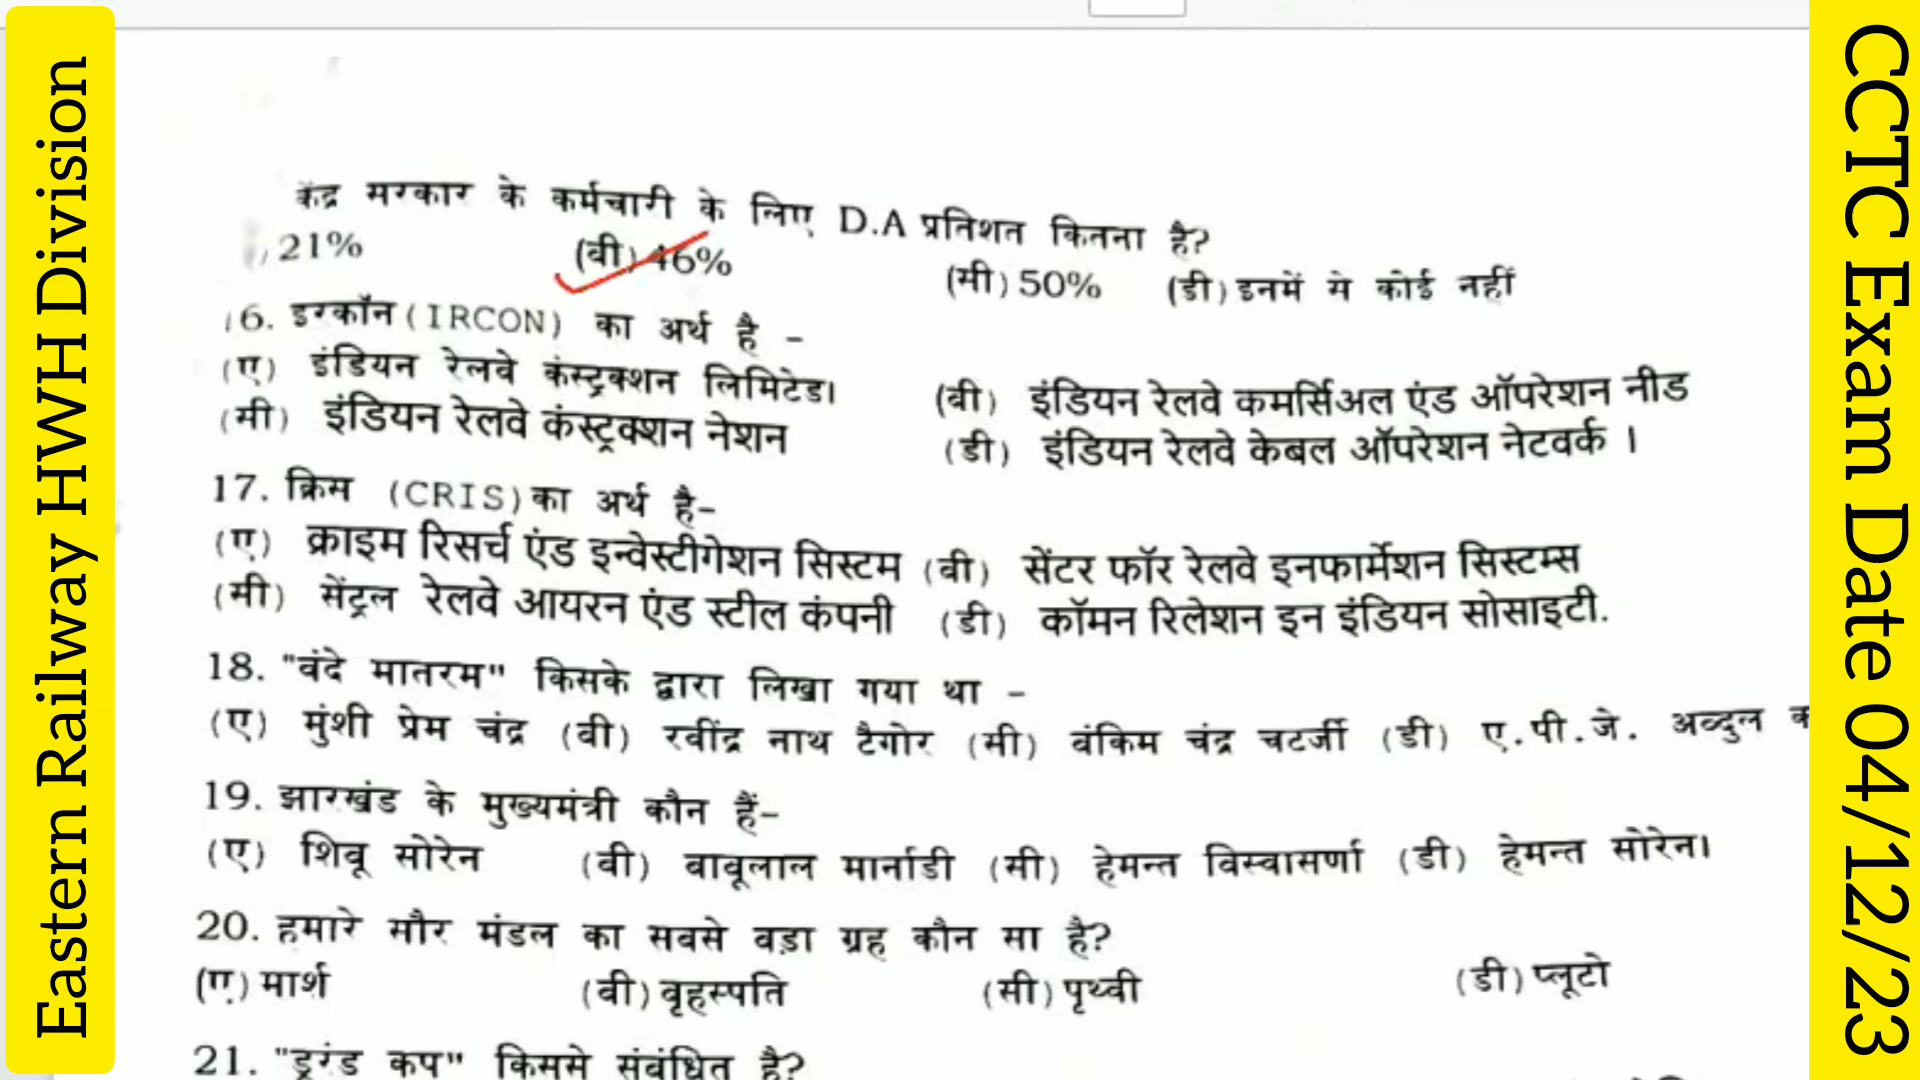 Eastern Railway HWH Division
CCTC Exam Date 04/12/23
केंद्र सरकार के कर्मचारी के लिए D.A प्रतिशत कितना है?
21% (बी) 46% (सी) 50% (डी) इनमें से कोई नहीं
16. इरकॉन (IRCON) का अर्थ है -
(ए) इंडियन रेलवे कंस्ट्रक्शन लिमिटेड। (बी) इंडियन रेलवे कमर्सिअल एंड ऑपरेशन नीड
(सी) इंडियन रेलवे कंस्ट्रक्शन नेशन (डी) इंडियन रेलवे केबल ऑपरेशन नेटवर्क ।
17. क्रिस (CRIS) का अर्थ है-
(ए) क्राइम रिसर्च एंड इन्वेस्टीगेशन सिस्टम (बी) सेंटर फॉर रेलवे इनफार्मेशन सिस्टम्स
(सी) सेंट्रल रेलवे आयरन एंड स्टील कंपनी (डी) कॉमन रिलेशन इन इंडियन सोसाइटी.
18. "वंदे मातरम" किसके द्वारा लिखा गया था -
(ए) मुंशी प्रेम चंद्र (बी) रवींद्र नाथ टैगोर (सी) बंकिम चंद्र चटर्जी (डी) ए.पी.जे. अब्दुल
19. झारखंड के मुख्यमंत्री कौन हैं-
(ए) शिबू सोरेन (बी) बाबूलाल मार्नाडी (सी) हेमन्त विस्वासर्णा (डी) हेमन्त सोरेन।
20. हमारे सौर मंडल का सबसे बड़ा ग्रह कौन सा है?
(ए) मार्श (बी) बृहस्पति (सी) पृथ्वी (डी) प्लूटो
21. "डूरंड कप" किससे संबंधित है?